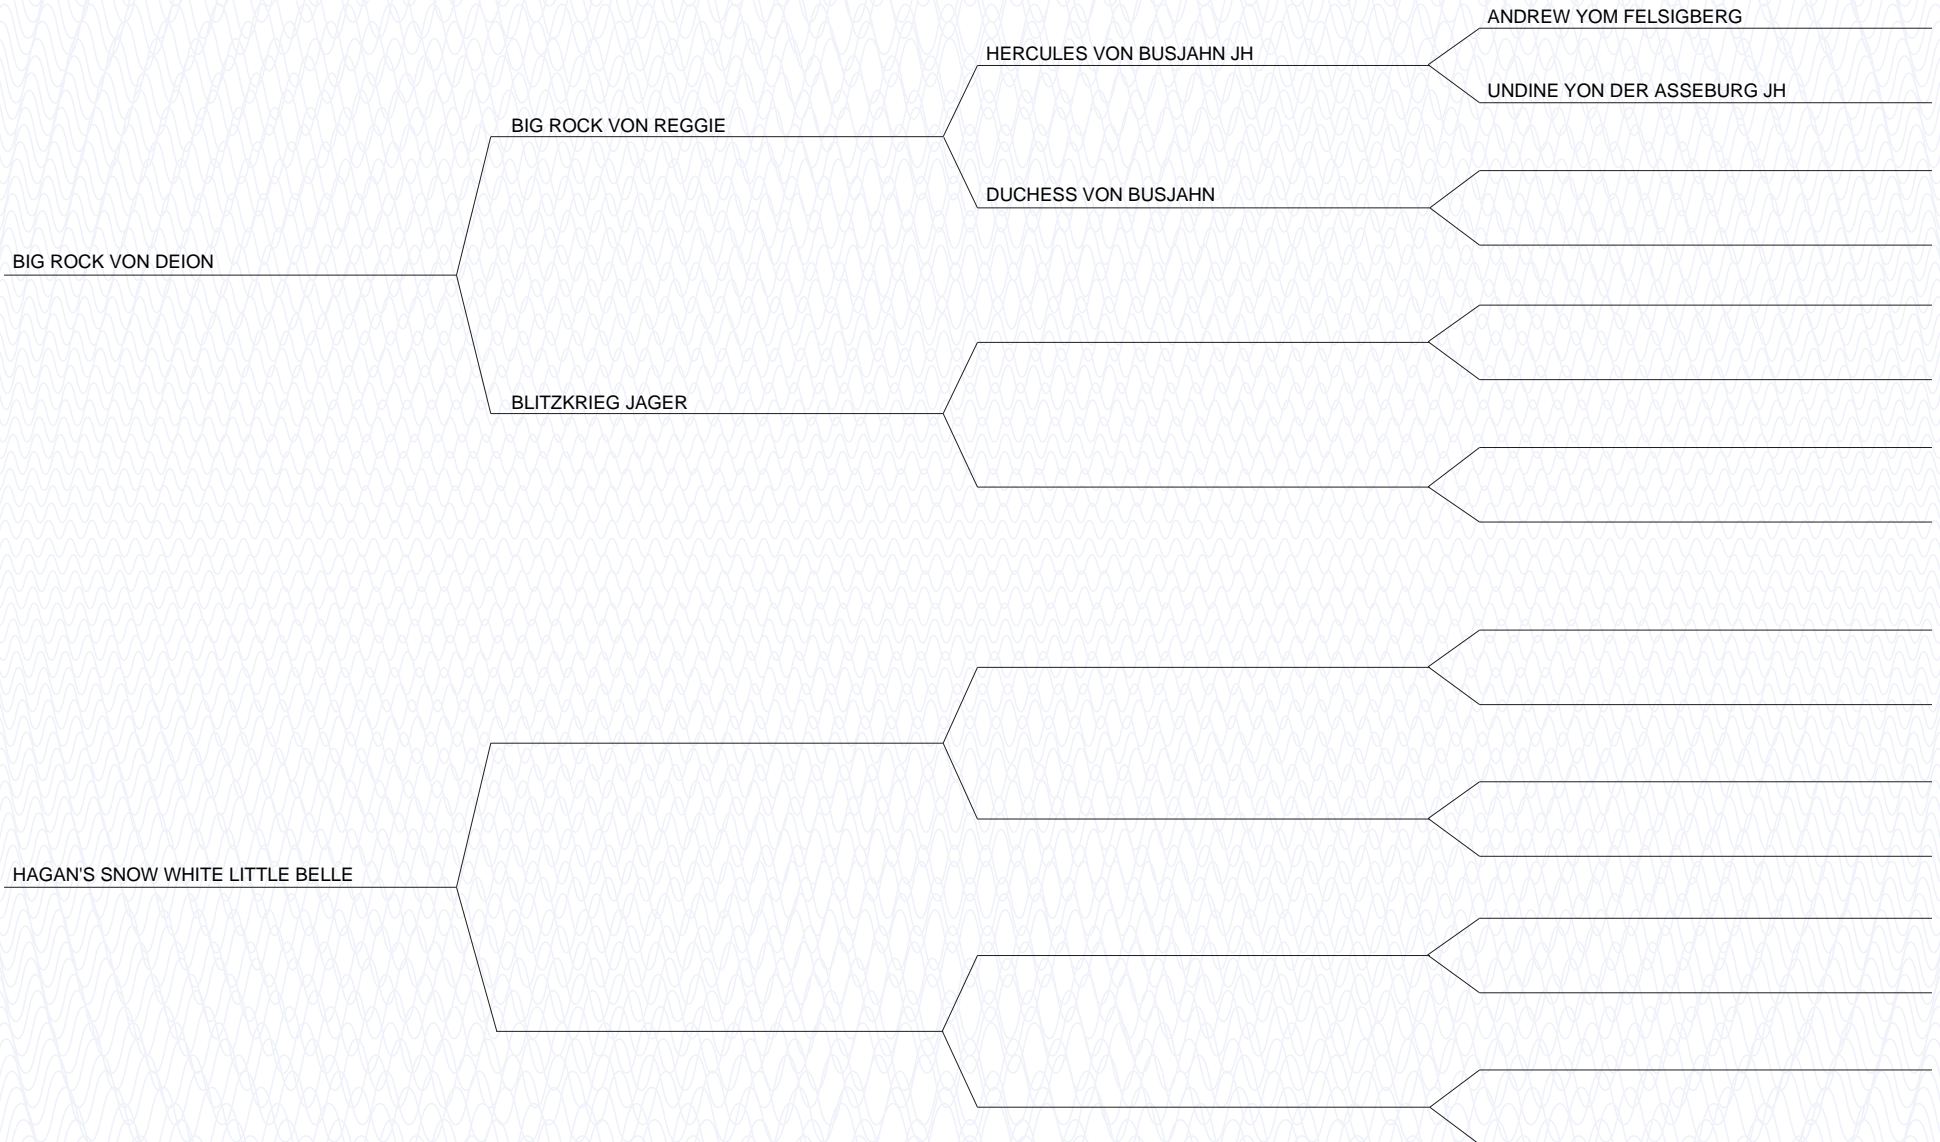 ANDREW YOM FELSIGBERG
HERCULES VON BUSJAHN JH
UNDINE YON DER ASSEBURG JH
BIG ROCK VON REGGIE
DUCHESS VON BUSJAHN
BIG ROCK VON DEION
BLITZKRIEG JAGER
HAGAN'S SNOW WHITE LITTLE BELLE